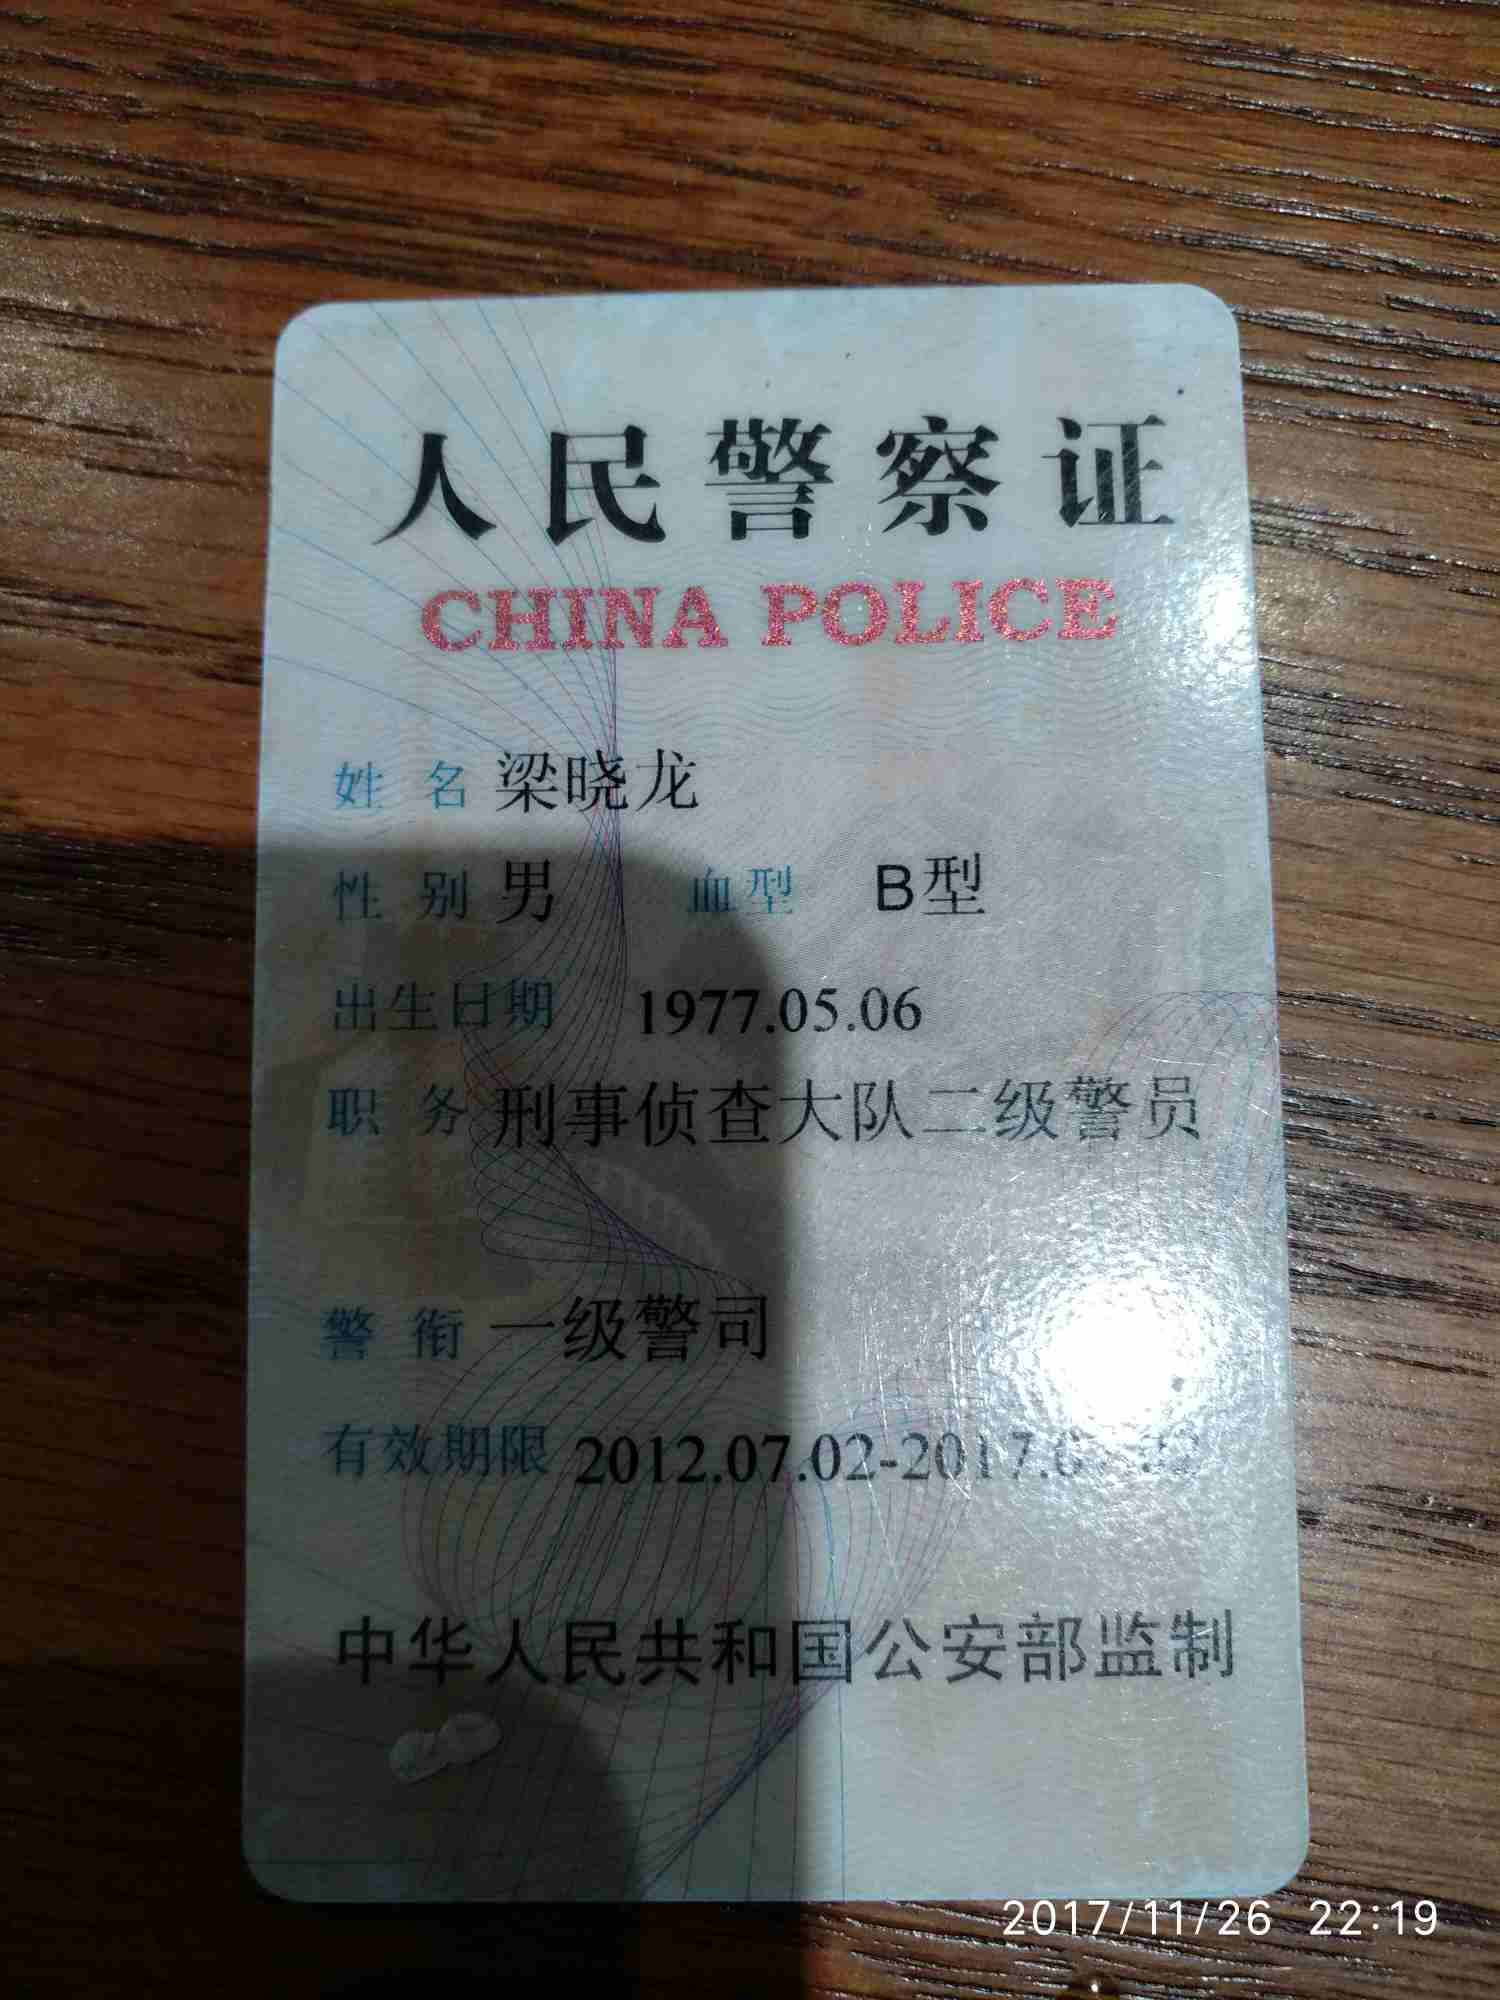 人民警察证
CHINA POLICE
姓 名 梁晓龙
性 别 男 血型 B型
出生日期 1977.05.06
职 务 刑事侦查大队二级警员
警 衔 一级警司
有效期限 2012.07.02-2017.
中华人民共和国公安部监制
2017/11/26 22:19